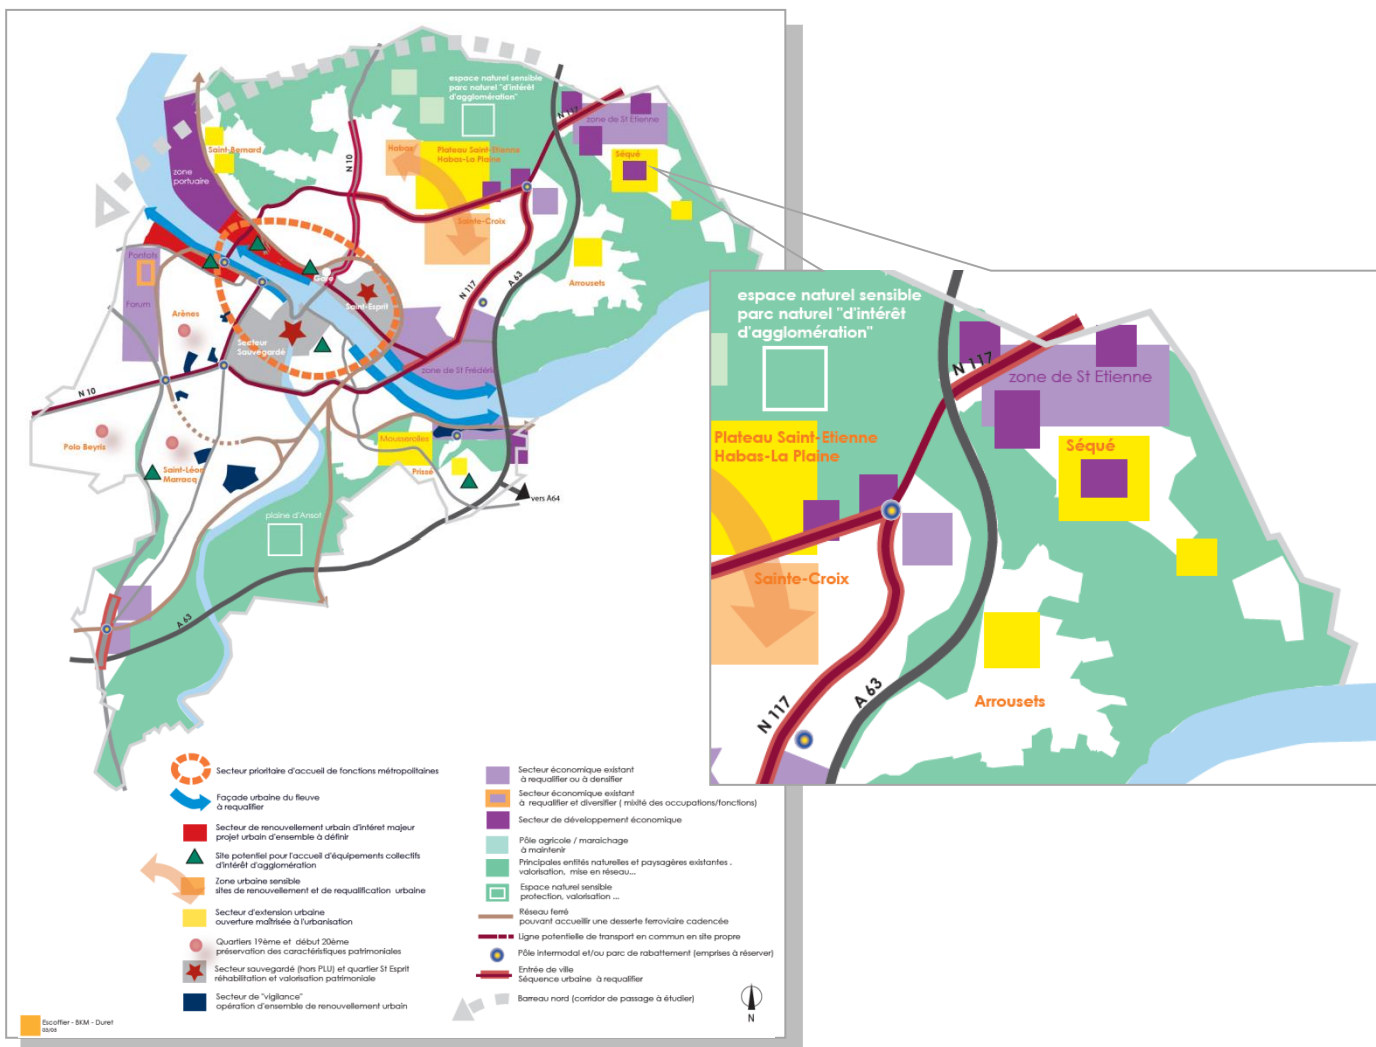 espace naturel sensible
parc naturel "d'intérêt
d'agglomération"
N 117
zone de St Etienne
Saint-Bernard
zone
portuaire
N 10
Habas
Plateau Saint-Etienne
Habas-La Plaine
Séqué
Sainte-Croix
Pontots
Forum
Gare
Saint-Esprit
N 117
A 63
Arrousets
Arènes
Secteur
Sauvegardé
zone de St Frédéric
N 10
Polo Beyris
Saint-Léon
Marracq
Mousserolles
Prissé
vers A64
plaine d'Ansot
A 63
espace naturel sensible
parc naturel "d'intérêt
d'agglomération"
N 117
zone de St Etienne
Plateau Saint-Etienne
Habas-La Plaine
Séqué
Sainte-Croix
N 117
A 63
Arrousets
Secteur prioritaire d'accueil de fonctions métropolitaines
Façade urbaine du fleuve
à requalifier
Secteur de renouvellement urbain d'intéret majeur
projet urbain d'ensemble à définir
Site potentiel pour l'accueil d'équipements collectifs
d'intérêt d'agglomération
Zone urbaine sensible
sites de renouvellement et de requalification urbaine
Secteur d'extension urbaine
ouverture maîtrisée à l'urbanisation
Quartiers 19ème et début 20ème
préservation des caractéristiques patrimoniales
Secteur sauvegardé (hors PLU) et quartier St Esprit
réhabilitation et valorisation patrimoniale
Secteur de "vigilance"
opération d'ensemble de renouvellement urbain
Secteur économique existant
à requalifier ou à densifier
Secteur économique existant
à requalifier et diversifier ( mixité des occupations/fonctions)
Secteur de développement économique
Pôle agricole / maraichage
à maintenir
Principales entités naturelles et paysagères existantes .
valorisation, mise en réseau...
Espace naturel sensible
protection, valorisation ...
Réseau ferré
pouvant accueillir une desserte ferroviaire cadencée
Ligne potentielle de transport en commun en site propre
Pôle intermodal et/ou parc de rabattement (emprises à réserver)
Entrée de ville
Séquence urbaine à requalifier
Barreau nord (corridor de passage à étudier)
N
Escoffier - BKM - Duret
05/05